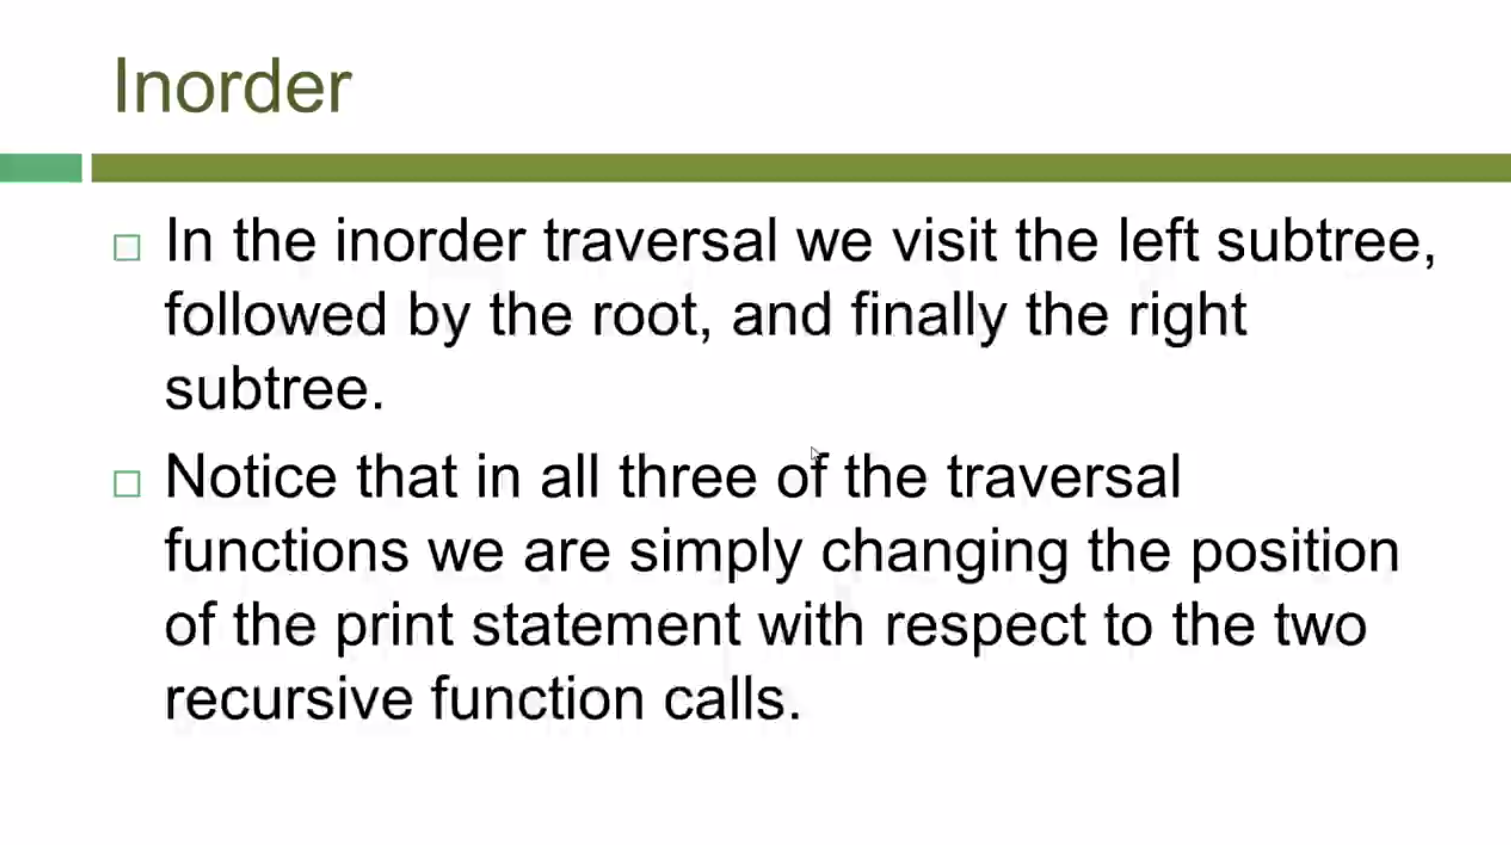 Inorder
In the inorder traversal we visit the left subtree,
followed by the root, and finally the right
subtree.
Notice that in all three of the traversal
functions we are simply changing the position
of the print statement with respect to the two
recursive function calls.